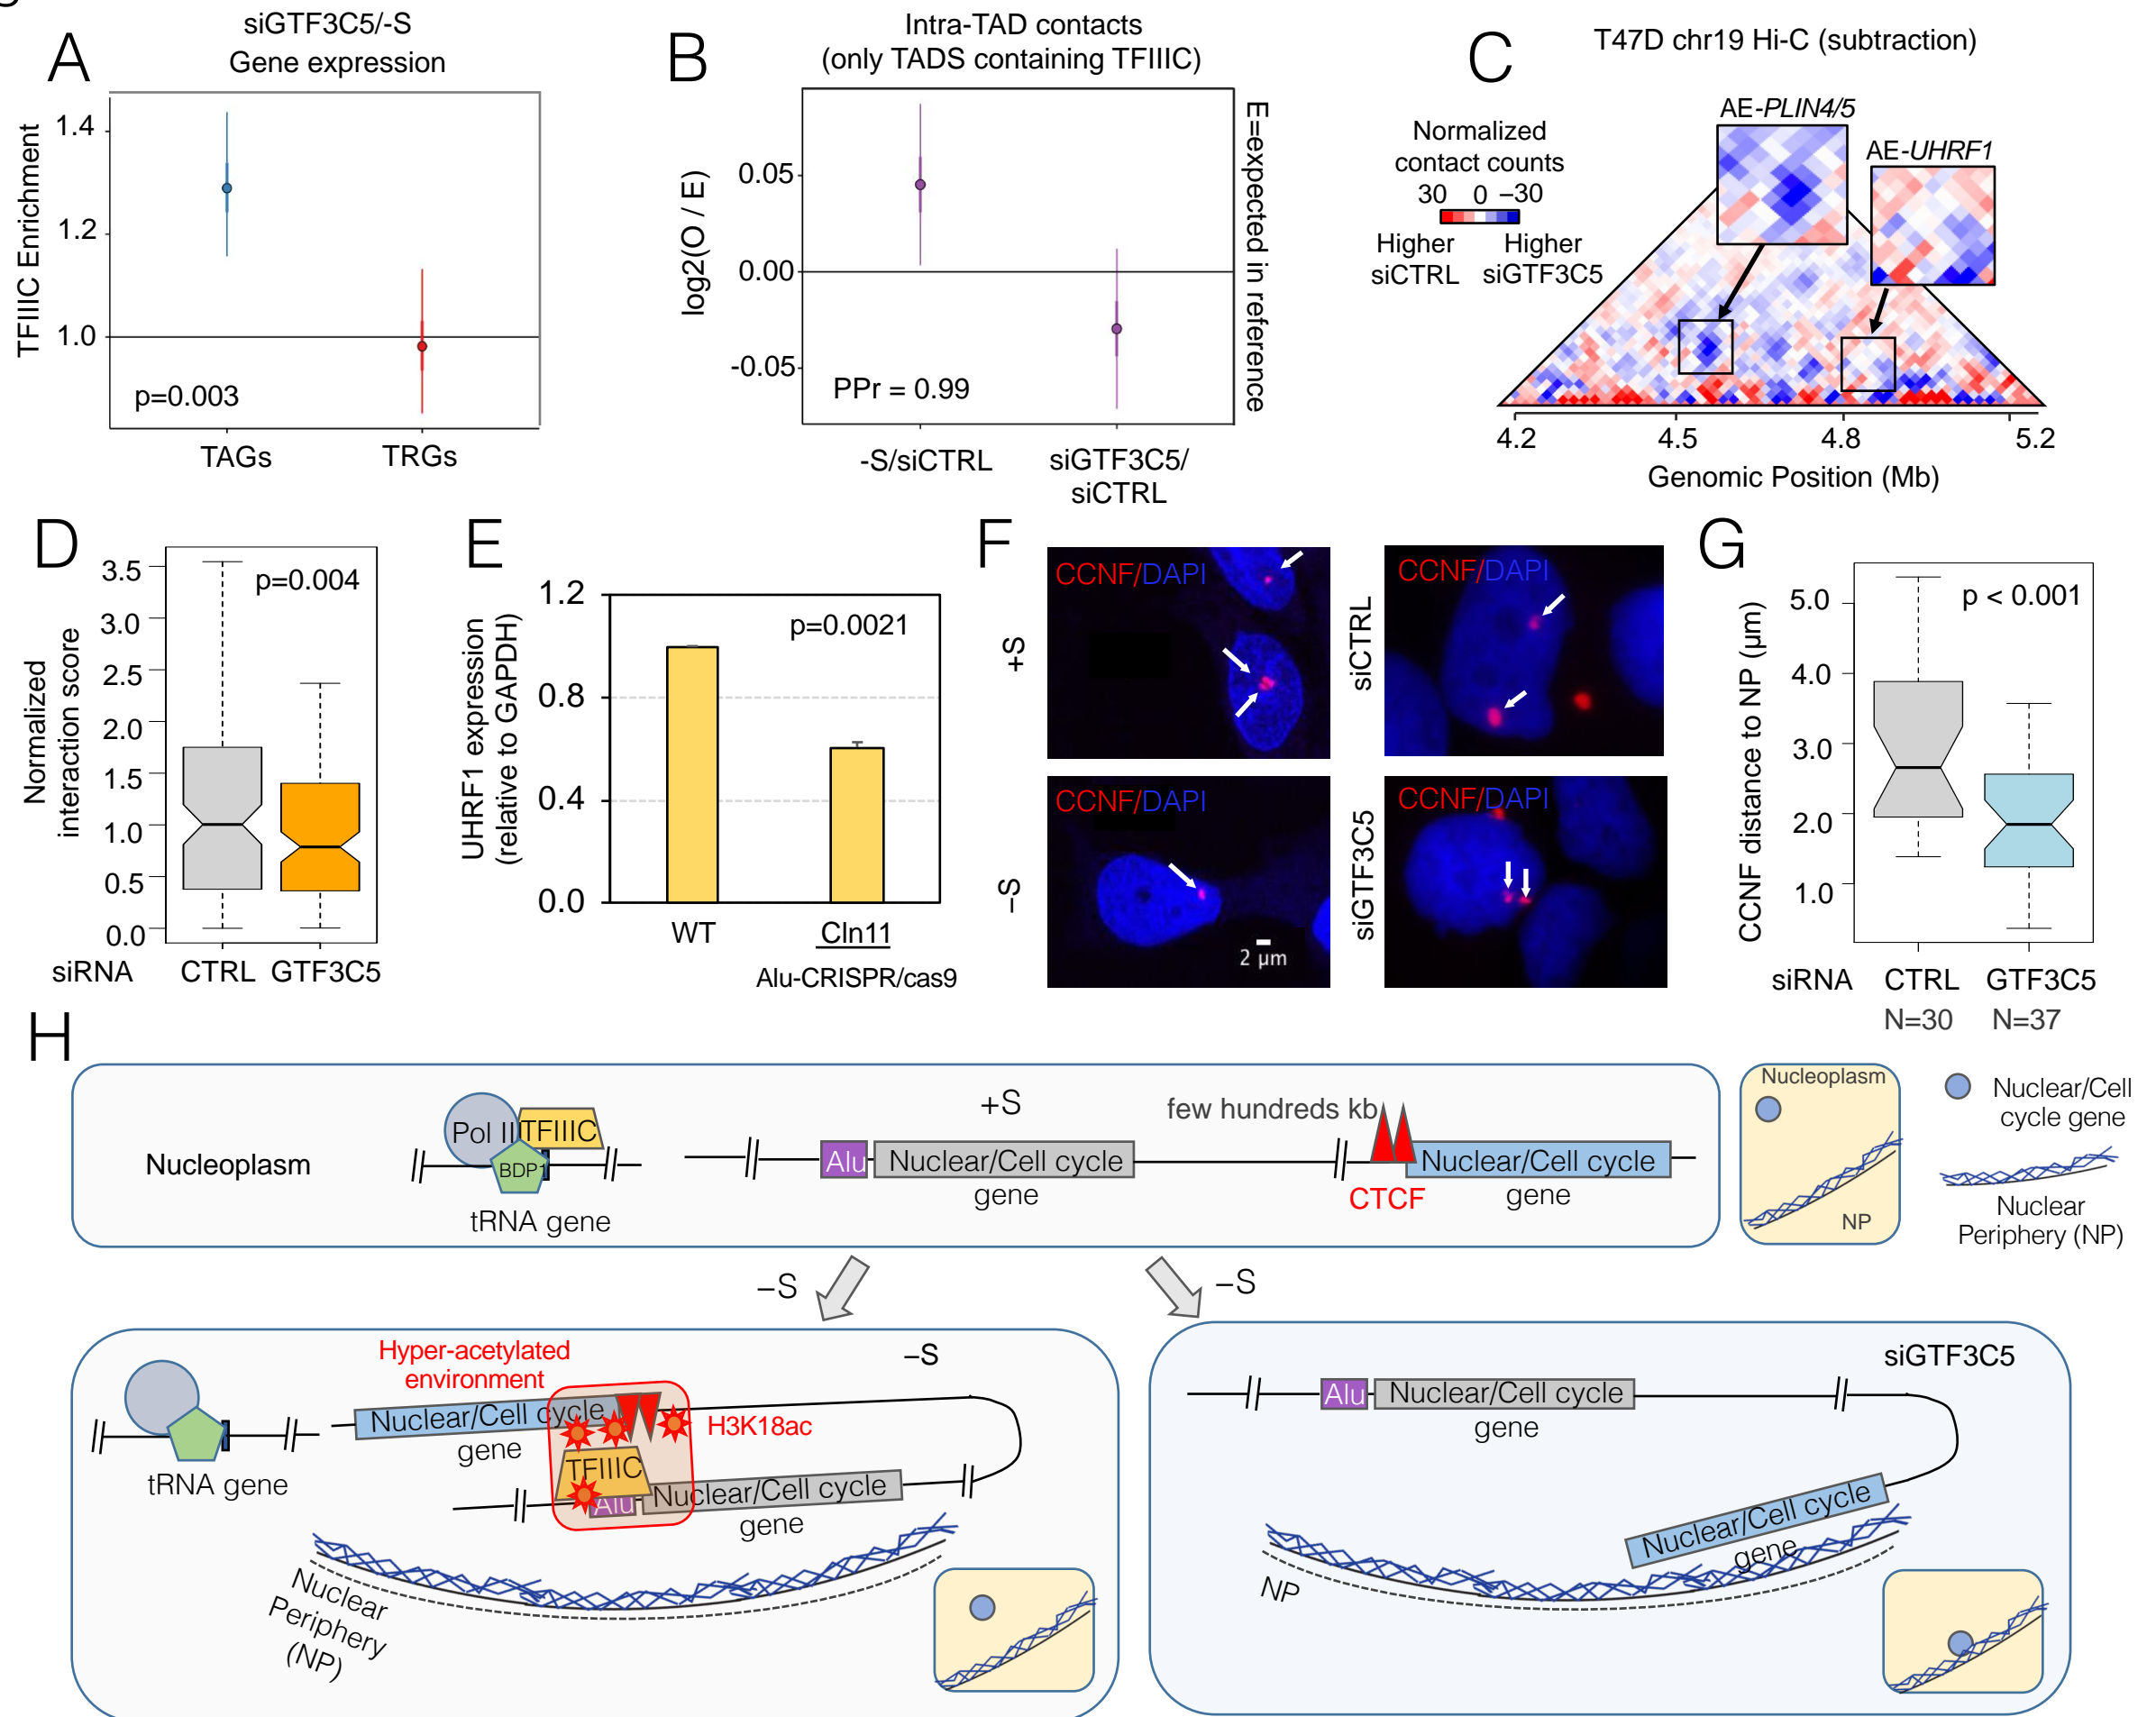 A
siGTF3C5/-S
Gene expression
TFIIIC Enrichment
1.4
1.2
1.0
p=0.003
TAGs
TRGs
B
Intra-TAD contacts
(only TADS containing TFIIIC)
log2(O / E)
0.05
0.00
-0.05
PPr = 0.99
E=expected in reference
-S/siCTRL
siGTF3C5/
siCTRL
C
T47D chr19 Hi-C (subtraction)
Normalized
contact counts
30 0 –30
Higher
siCTRL
Higher
siGTF3C5
AE-PLIN4/5
AE-UHRF1
4.2 4.5 4.8 5.2
Genomic Position (Mb)
D
Normalized
interaction score
3.5
3.0
2.5
2.0
1.5
1.0
0.5
0.0
p=0.004
siRNA CTRL GTF3C5
E
UHRF1 expression
(relative to GAPDH)
1.2
0.8
0.4
0.0
p=0.0021
WT
Cln11
Alu-CRISPR/cas9
F
+S
CCNF/DAPI
siCTRL
CCNF/DAPI
–S
CCNF/DAPI
2 µm
siGTF3C5
CCNF/DAPI
G
CCNF distance to NP (µm)
5.0
4.0
3.0
2.0
1.0
p < 0.001
siRNA CTRL GTF3C5
N=30 N=37
H
Nucleoplasm
Pol III
TFIIIC
BDP1
tRNA gene
+S
Alu
Nuclear/Cell cycle
gene
few hundreds kb
CTCF
Nuclear/Cell cycle
gene
Nucleoplasm
NP
Nuclear/Cell
cycle gene
Nuclear
Periphery (NP)
–S
–S
Hyper-acetylated
environment
–S
Nuclear/Cell cycle
gene
H3K18ac
TFIIIC
Alu
Nuclear/Cell cycle
gene
tRNA gene
Nuclear
Periphery
(NP)
siGTF3C5
Alu
Nuclear/Cell cycle
gene
Nuclear/Cell cycle
gene
NP